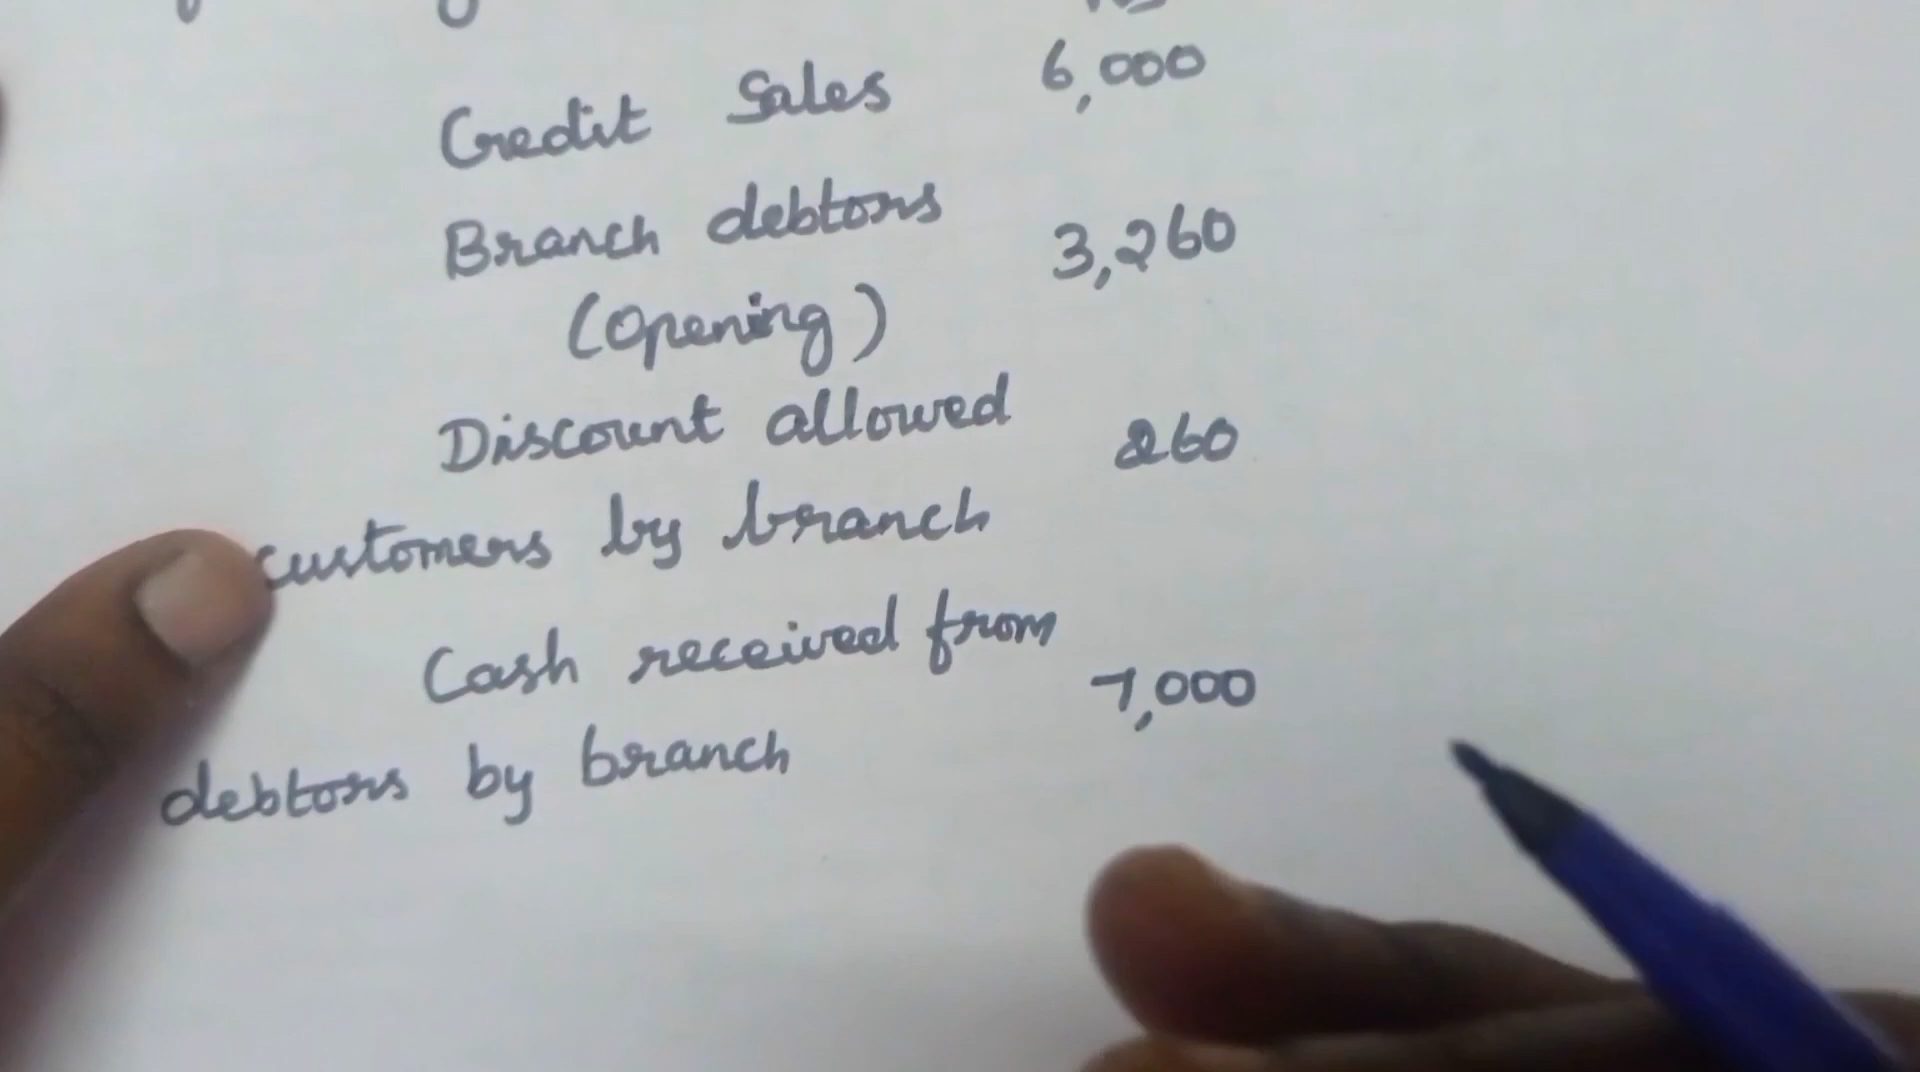 Credit Sales 6,000
Branch debtors 3,260
(opening)
Discount allowed 260
customers by branch
Cash received from 7,000
debtors by branch